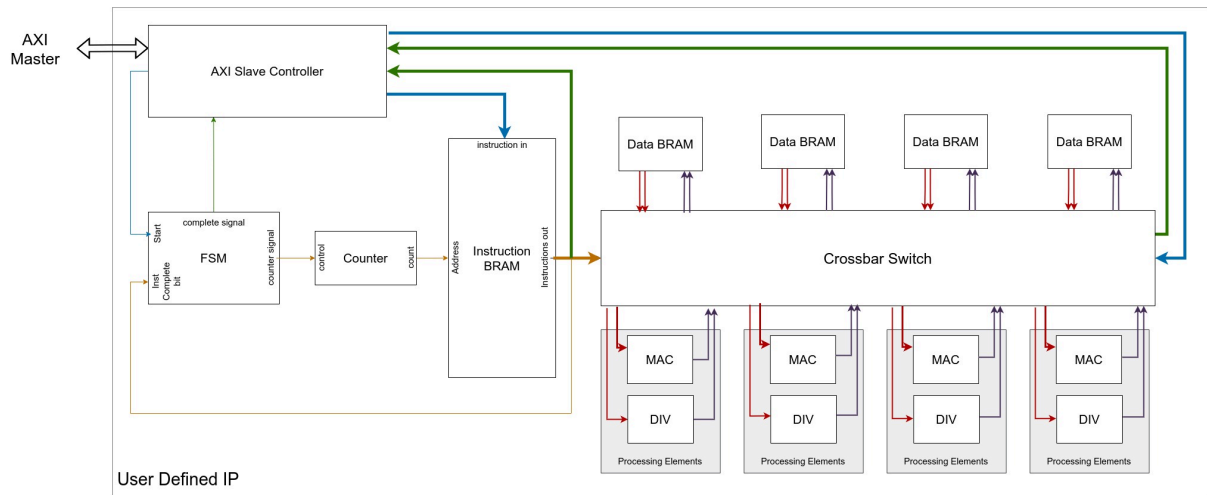 AXI
Master
AXI Slave Controller
instruction in
Data BRAM
Data BRAM
Data BRAM
Data BRAM
complete signal
Start
FSM
Inst
Complete
bit
counter signal
control
Counter
count
Address
Instruction
BRAM
Instructions out
Crossbar Switch
MAC
MAC
MAC
MAC
DIV
DIV
DIV
DIV
Processing Elements
Processing Elements
Processing Elements
Processing Elements
User Defined IP